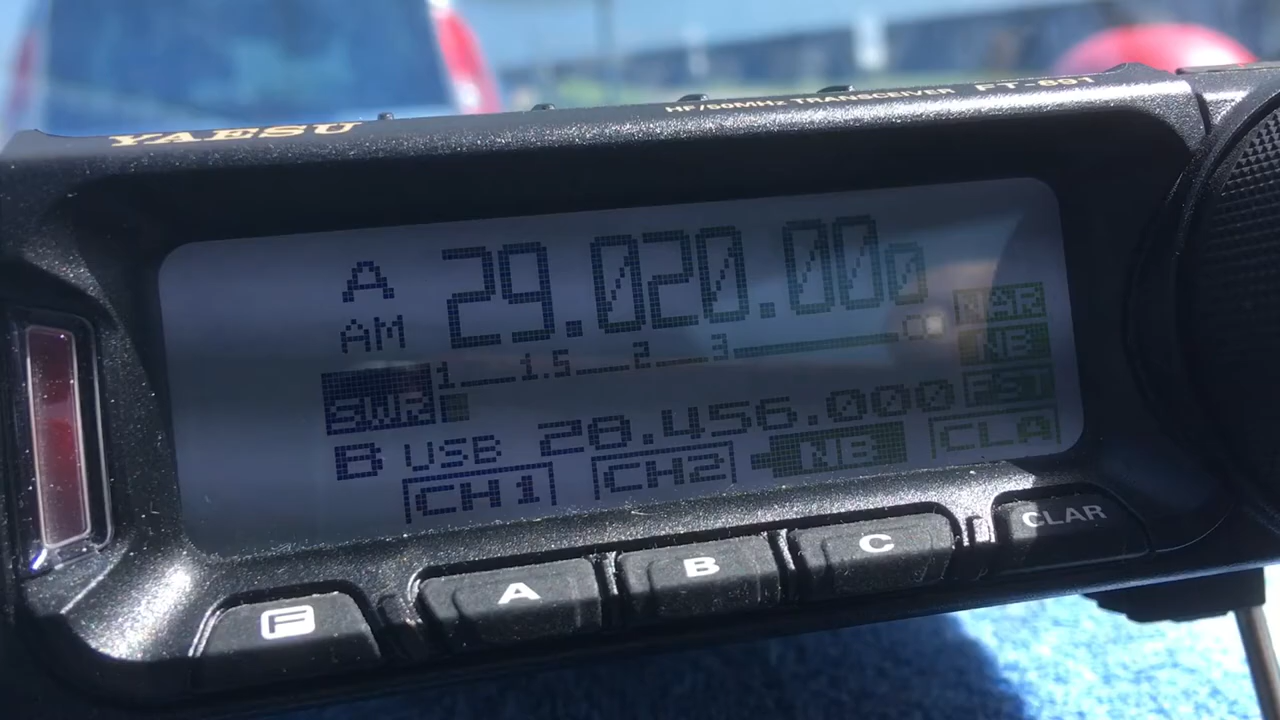 YAESU HF/50MHz TRANSCEIVER FT-891
A 29.020.000
AM
NAR
1 1.5 2 3
NB
SWR
FST
B USB 28.456.000
CH1 CH2 NB CLA
F A B C CLAR